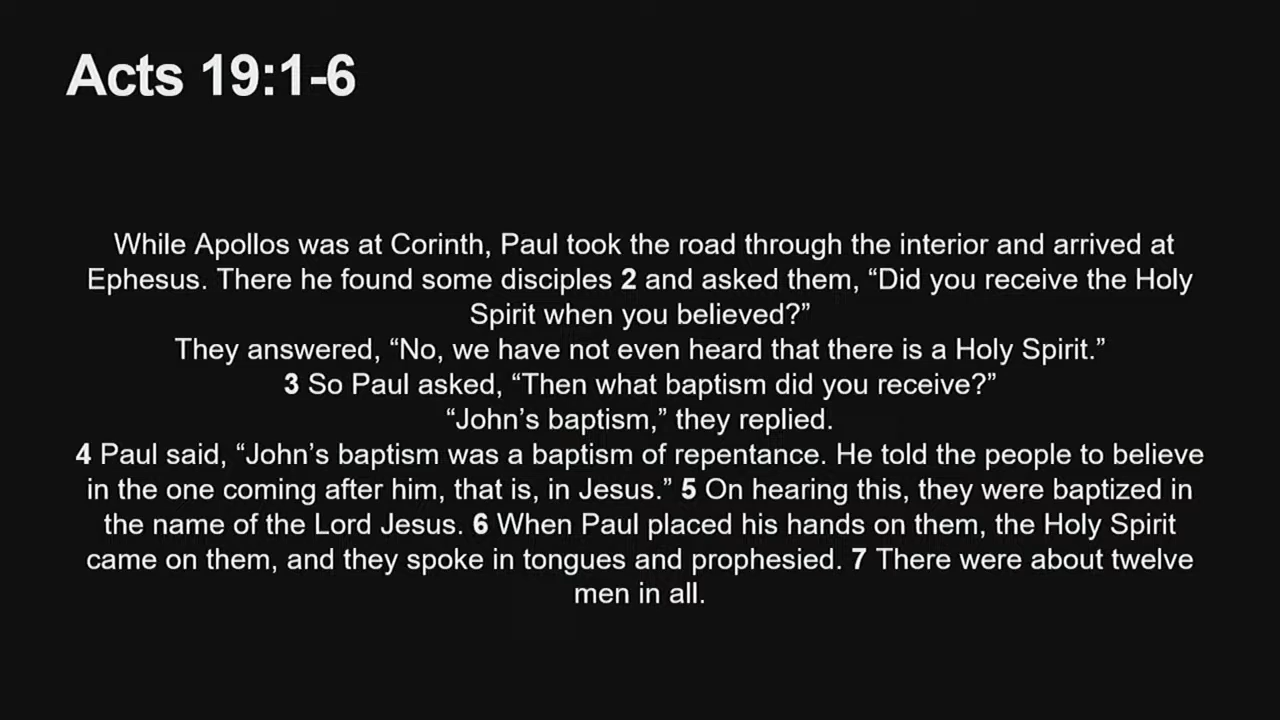 Acts 19:1-6
While Apollos was at Corinth, Paul took the road through the interior and arrived at
Ephesus. There he found some disciples 2 and asked them, “Did you receive the Holy
Spirit when you believed?”
They answered, “No, we have not even heard that there is a Holy Spirit.”
3 So Paul asked, “Then what baptism did you receive?”
“John’s baptism,” they replied.
4 Paul said, “John’s baptism was a baptism of repentance. He told the people to believe
in the one coming after him, that is, in Jesus.” 5 On hearing this, they were baptized in
the name of the Lord Jesus. 6 When Paul placed his hands on them, the Holy Spirit
came on them, and they spoke in tongues and prophesied. 7 There were about twelve
men in all.